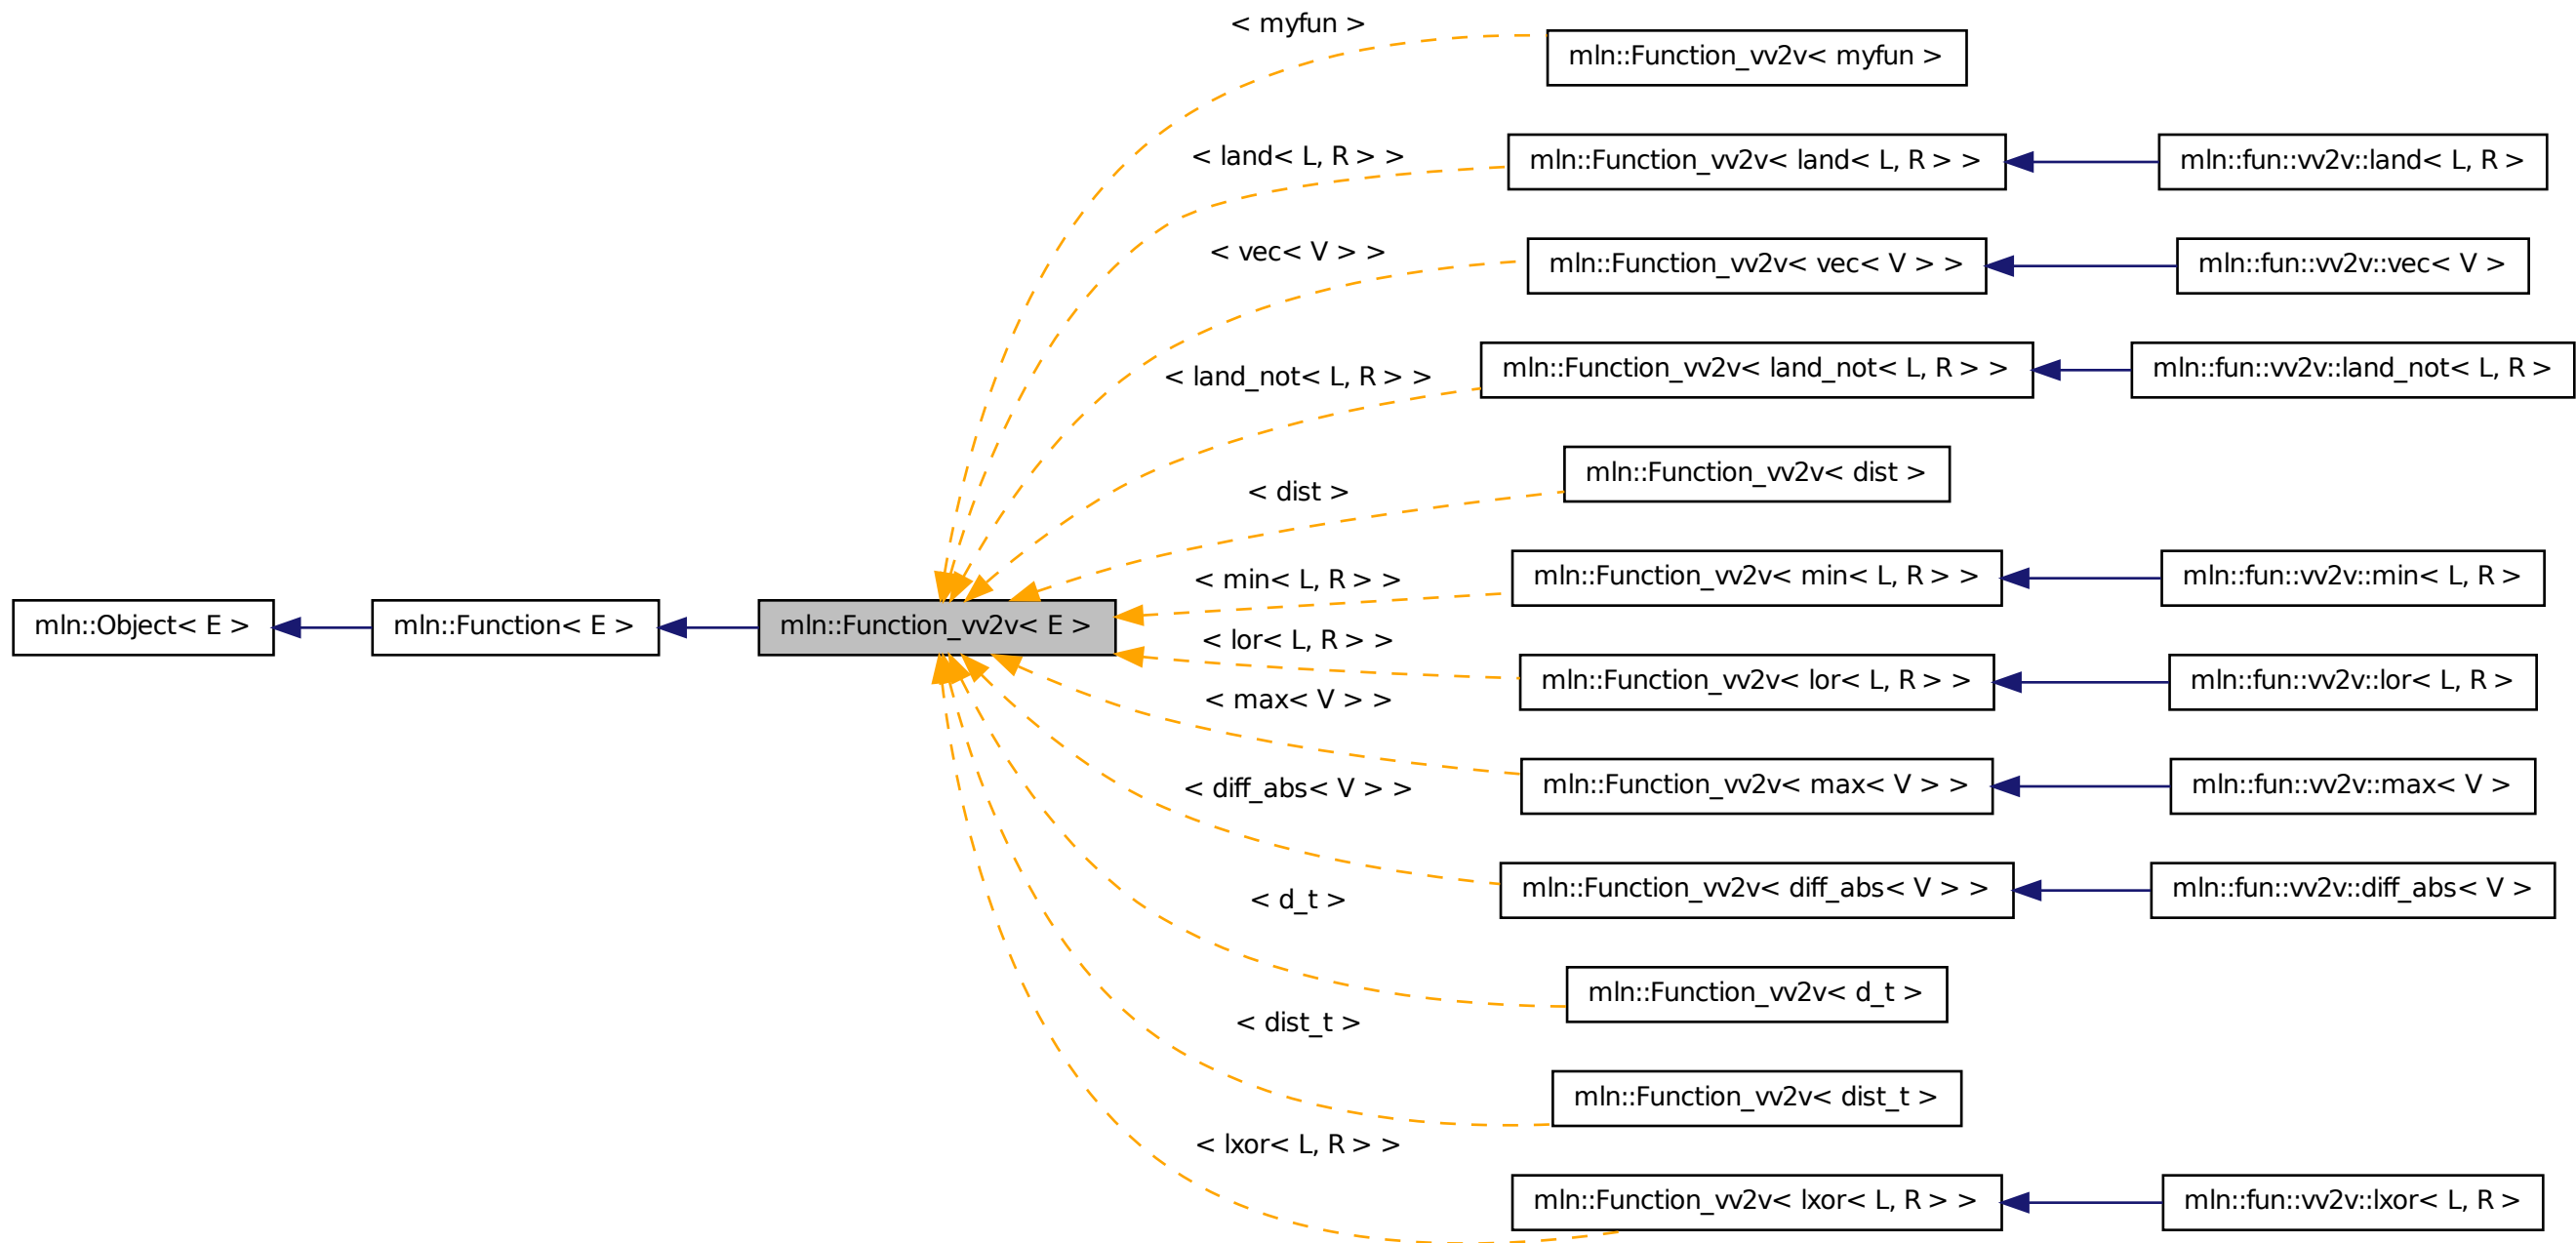 < myfun >
mln::Function_vv2v< myfun >
< land< L, R > >
mln::Function_vv2v< land< L, R > >
mln::fun::vv2v::land< L, R >
< vec< V > >
mln::Function_vv2v< vec< V > >
mln::fun::vv2v::vec< V >
< land_not< L, R > >
mln::Function_vv2v< land_not< L, R > >
mln::fun::vv2v::land_not< L, R >
< dist >
mln::Function_vv2v< dist >
< min< L, R > >
mln::Function_vv2v< min< L, R > >
mln::fun::vv2v::min< L, R >
mln::Object< E >
mln::Function< E >
mln::Function_vv2v< E >
< lor< L, R > >
mln::Function_vv2v< lor< L, R > >
mln::fun::vv2v::lor< L, R >
< max< V > >
mln::Function_vv2v< max< V > >
mln::fun::vv2v::max< V >
< diff_abs< V > >
mln::Function_vv2v< diff_abs< V > >
mln::fun::vv2v::diff_abs< V >
< d_t >
mln::Function_vv2v< d_t >
< dist_t >
mln::Function_vv2v< dist_t >
< lxor< L, R > >
mln::Function_vv2v< lxor< L, R > >
mln::fun::vv2v::lxor< L, R >